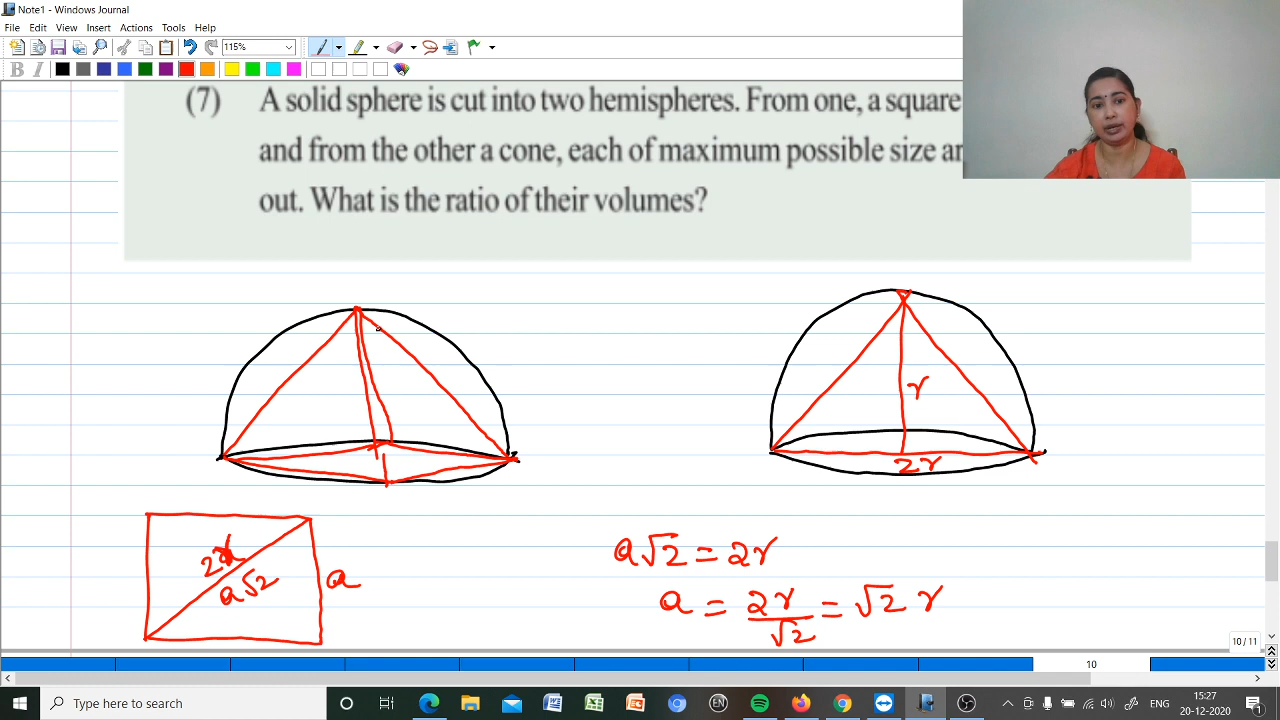 Note1 - Windows Journal
File Edit View Insert Actions Tools Help
115%
B I
(7) A solid sphere is cut into two hemispheres. From one, a square
and from the other a cone, each of maximum possible size
out. What is the ratio of their volumes?
r
2r
2r
a√2
a
a√2 = 2r
a = 2r/√2 = √2 r
10 / 11
10
Type here to search
EN
ENG
15:27
20-12-2020